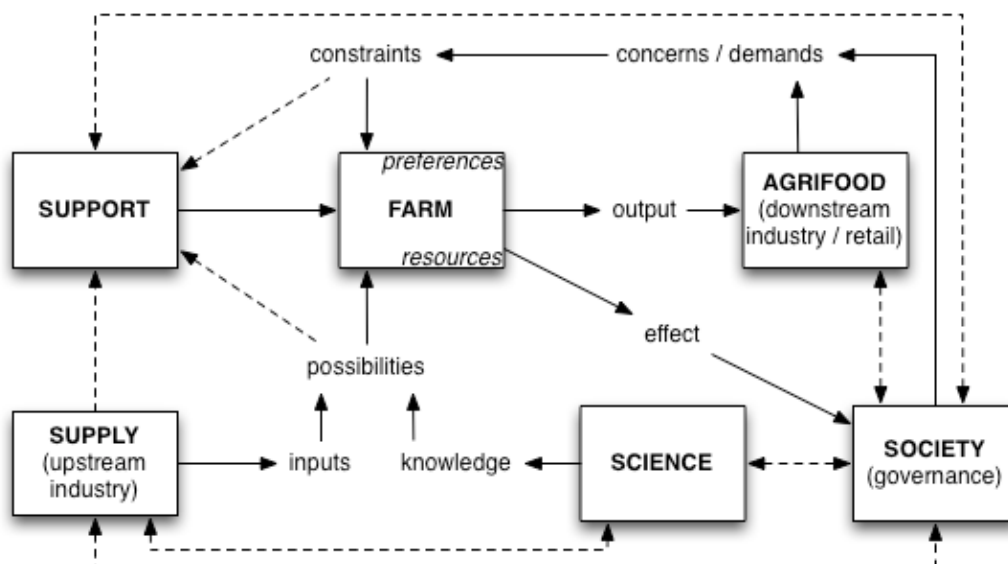 constraints
concerns / demands
SUPPORT
preferences
FARM
resources
output
AGRIFOOD
(downstream
industry / retail)
effect
possibilities
SUPPLY
(upstream
industry)
inputs
knowledge
SCIENCE
SOCIETY
(governance)